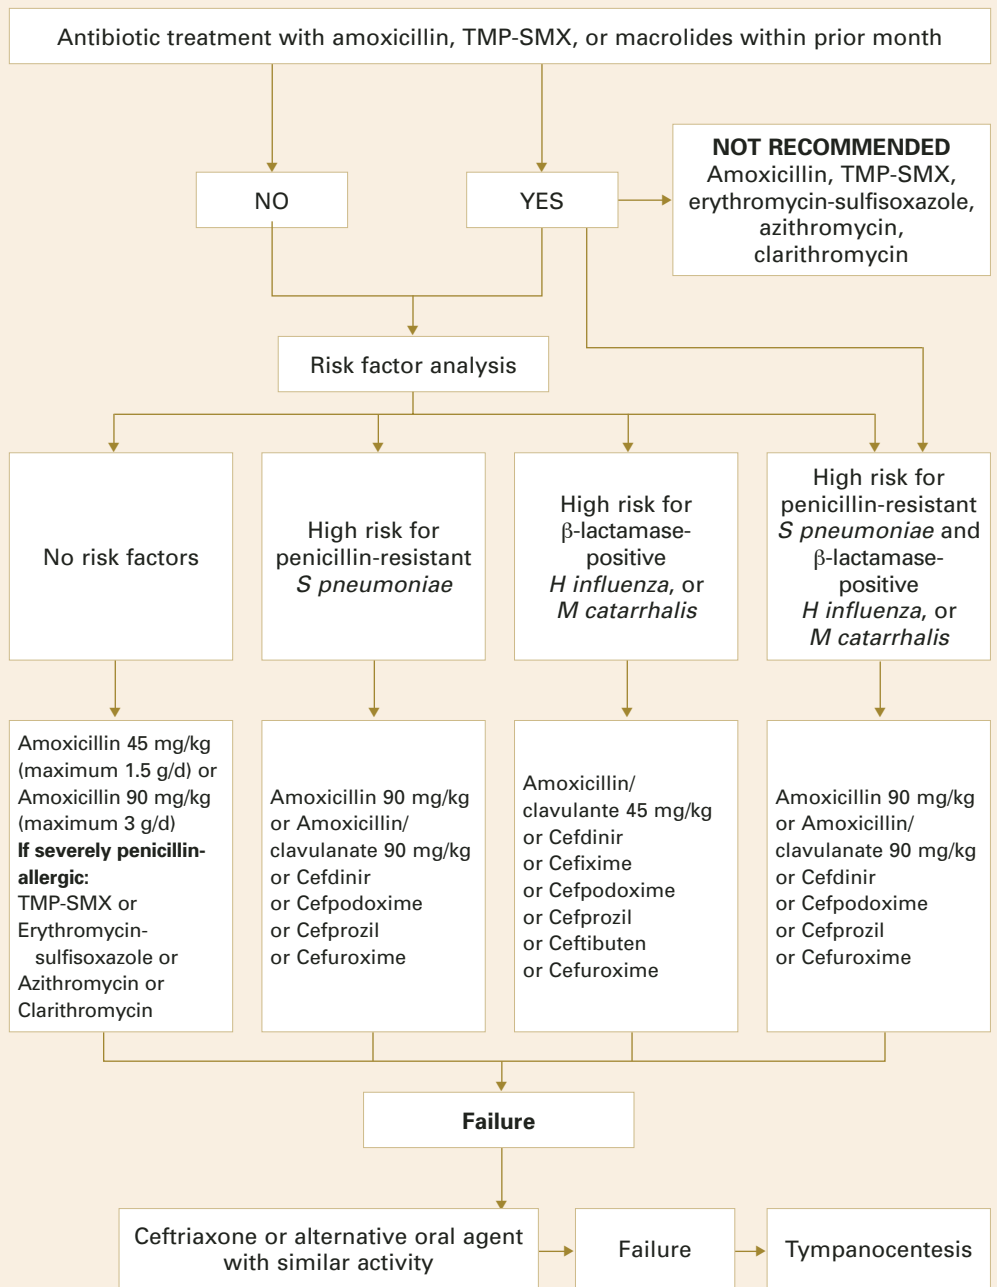 Antibiotic treatment with amoxicillin, TMP-SMX, or macrolides within prior month
NO
YES
NOT RECOMMENDED
Amoxicillin, TMP-SMX,
erythromycin-sulfisoxazole,
azithromycin,
clarithromycin
Risk factor analysis
No risk factors
High risk for
penicillin-resistant
S pneumoniae
High risk for
β-lactamase-
positive
H influenza, or
M catarrhalis
High risk for
penicillin-resistant
S pneumoniae and
β-lactamase-
positive
H influenza, or
M catarrhalis
Amoxicillin 45 mg/kg
(maximum 1.5 g/d) or
Amoxicillin 90 mg/kg
(maximum 3 g/d)
If severely penicillin-
allergic:
TMP-SMX or
Erythromycin-
sulfisoxazole or
Azithromycin or
Clarithromycin
Amoxicillin 90 mg/kg
or Amoxicillin/
clavulanate 90 mg/kg
or Cefdinir
or Cefpodoxime
or Cefprozil
or Cefuroxime
Amoxicillin/
clavulante 45 mg/kg
or Cefdinir
or Cefixime
or Cefpodoxime
or Cefprozil
or Ceftibuten
or Cefuroxime
Amoxicillin 90 mg/kg
or Amoxicillin/
clavulanate 90 mg/kg
or Cefdinir
or Cefpodoxime
or Cefprozil
or Cefuroxime
Failure
Ceftriaxone or alternative oral agent
with similar activity
Failure
Tympanocentesis